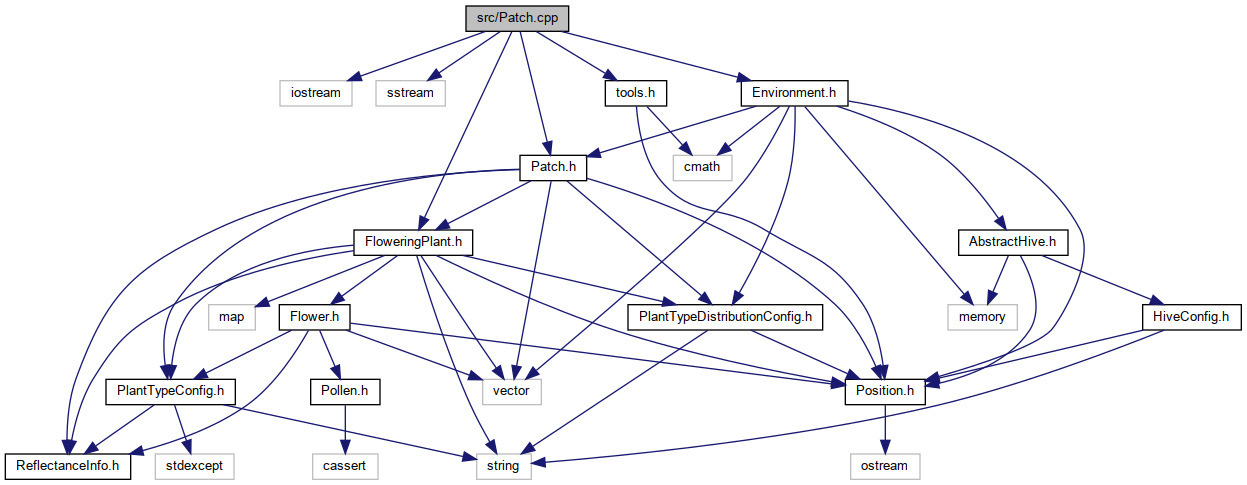 src/Patch.cpp
iostream
sstream
tools.h
Environment.h
Patch.h
cmath
FloweringPlant.h
AbstractHive.h
map
Flower.h
PlantTypeDistributionConfig.h
memory
HiveConfig.h
PlantTypeConfig.h
Pollen.h
vector
Position.h
ReflectanceInfo.h
stdexcept
cassert
string
ostream